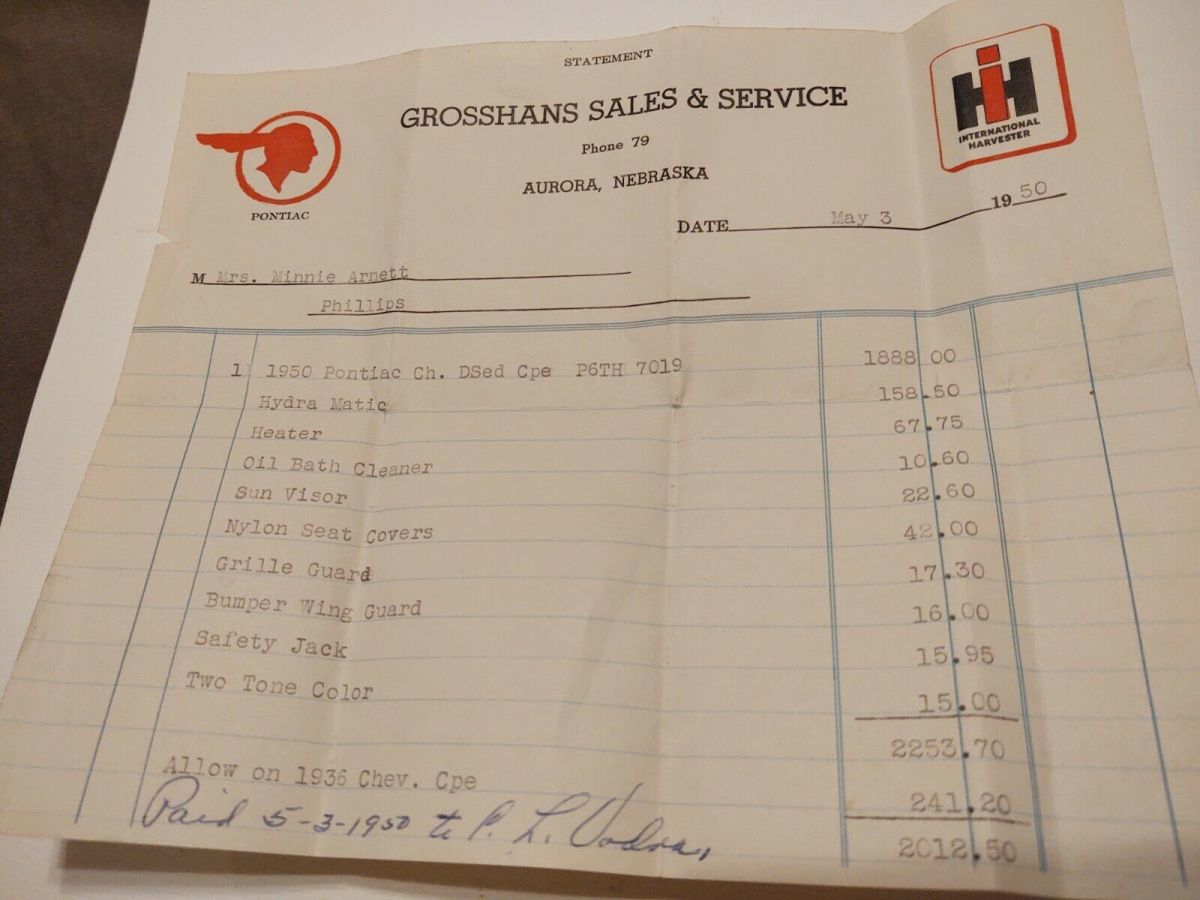 STATEMENT
GROSSHANS SALES & SERVICE
Phone 79
AURORA, NEBRASKA
PONTIAC
IH
INTERNATIONAL
HARVESTER
DATE May 3 19 50
M Mrs. Minnie Arnett
Phillips
1 1950 Pontiac Ch. DSed Cpe P6TH 7019 1888 00
Hydra Matic 158.50
Heater 67.75
Oil Bath Cleaner 10.60
Sun Visor 22.60
Nylon Seat Covers 42.00
Grille Guard 17.30
Bumper Wing Guard 16.00
Safety Jack 15.95
Two Tone Color 15.00
2253.70
Allow on 1936 Chev. Cpe 241.20
Paid 5-3-1950 to P. L.
2012.50